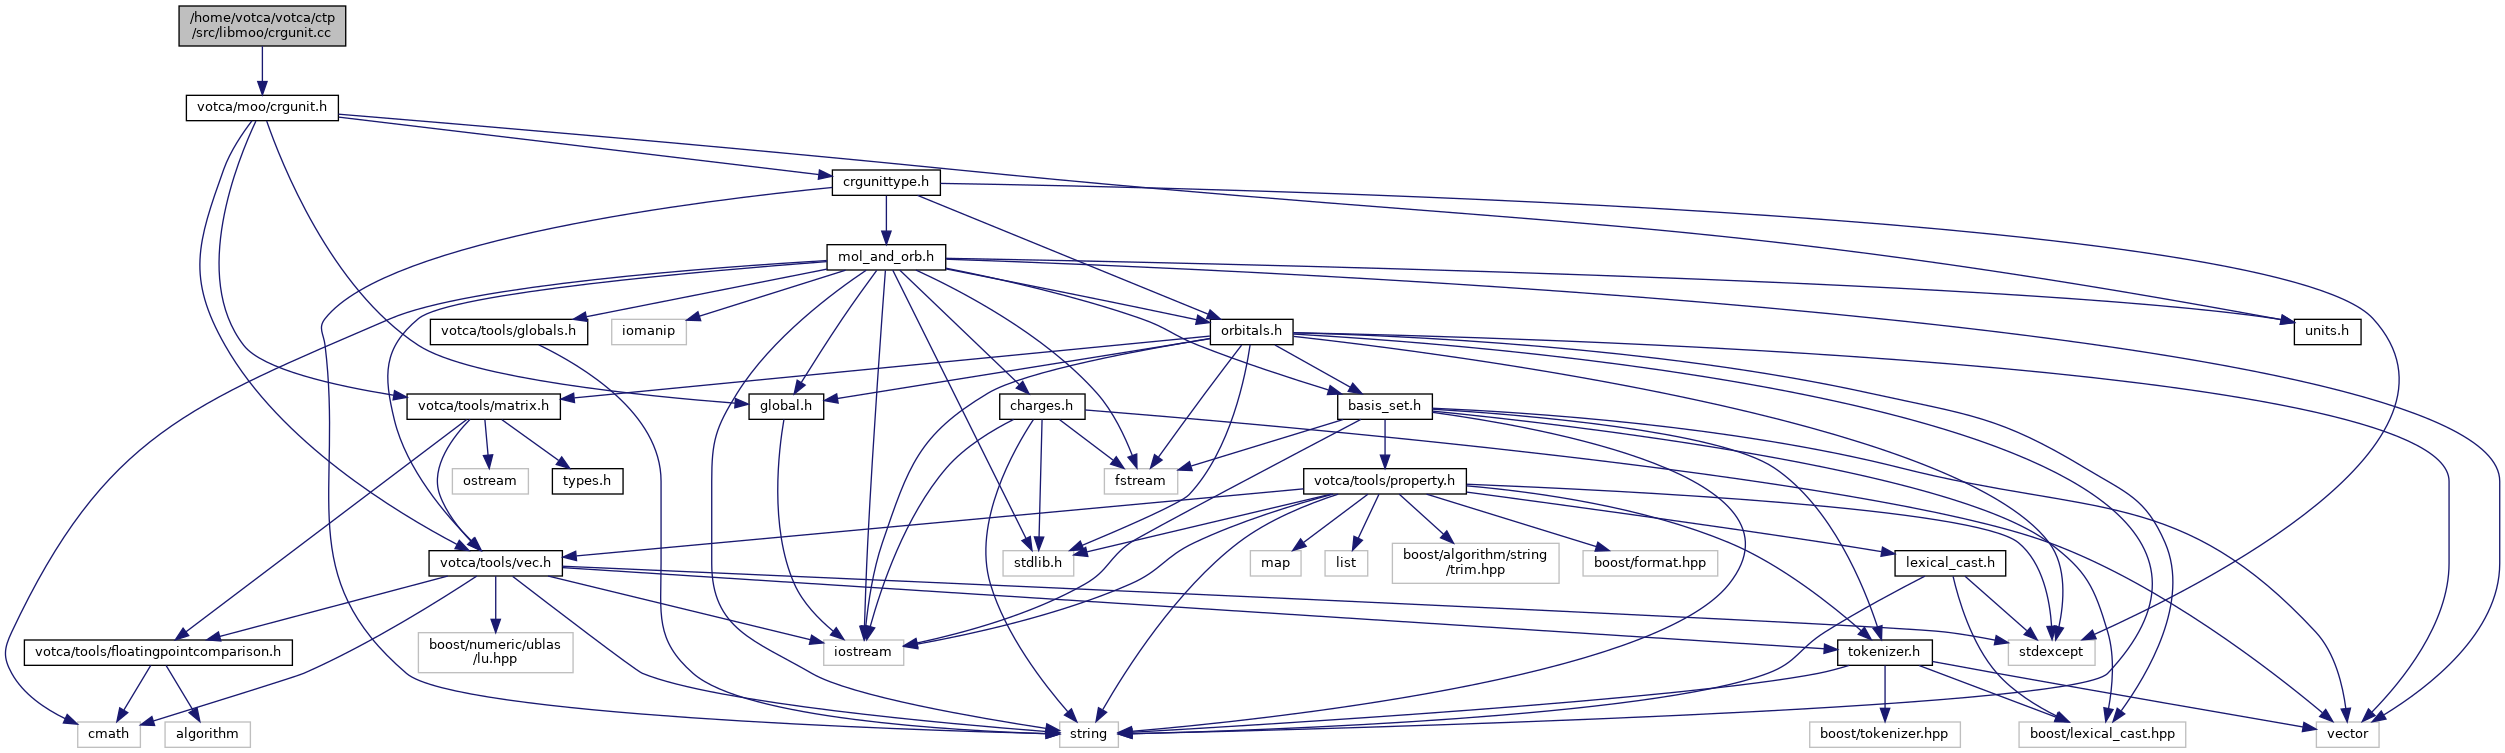 /home/votca/votca/ctp
/src/libmoo/crgunit.cc
votca/moo/crgunit.h
crgunittype.h
mol_and_orb.h
votca/tools/globals.h
iomanip
orbitals.h
units.h
votca/tools/matrix.h
global.h
charges.h
basis_set.h
ostream
types.h
fstream
votca/tools/property.h
votca/tools/vec.h
stdlib.h
map
list
boost/algorithm/string
/trim.hpp
boost/format.hpp
lexical_cast.h
votca/tools/floatingpointcomparison.h
boost/numeric/ublas
/lu.hpp
iostream
tokenizer.h
stdexcept
cmath
algorithm
string
boost/tokenizer.hpp
boost/lexical_cast.hpp
vector